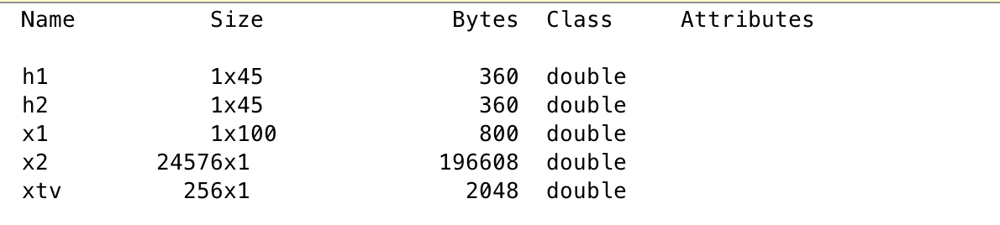 Name Size Bytes Class Attributes
h1 1x45 360 double
h2 1x45 360 double
x1 1x100 800 double
x2 24576x1 196608 double
xtv 256x1 2048 double